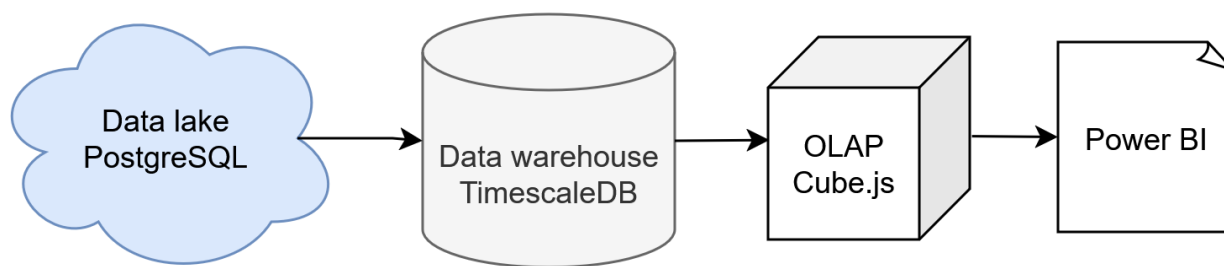 Data lake
PostgreSQL
Data warehouse
TimescaleDB
OLAP
Cube.js
Power BI